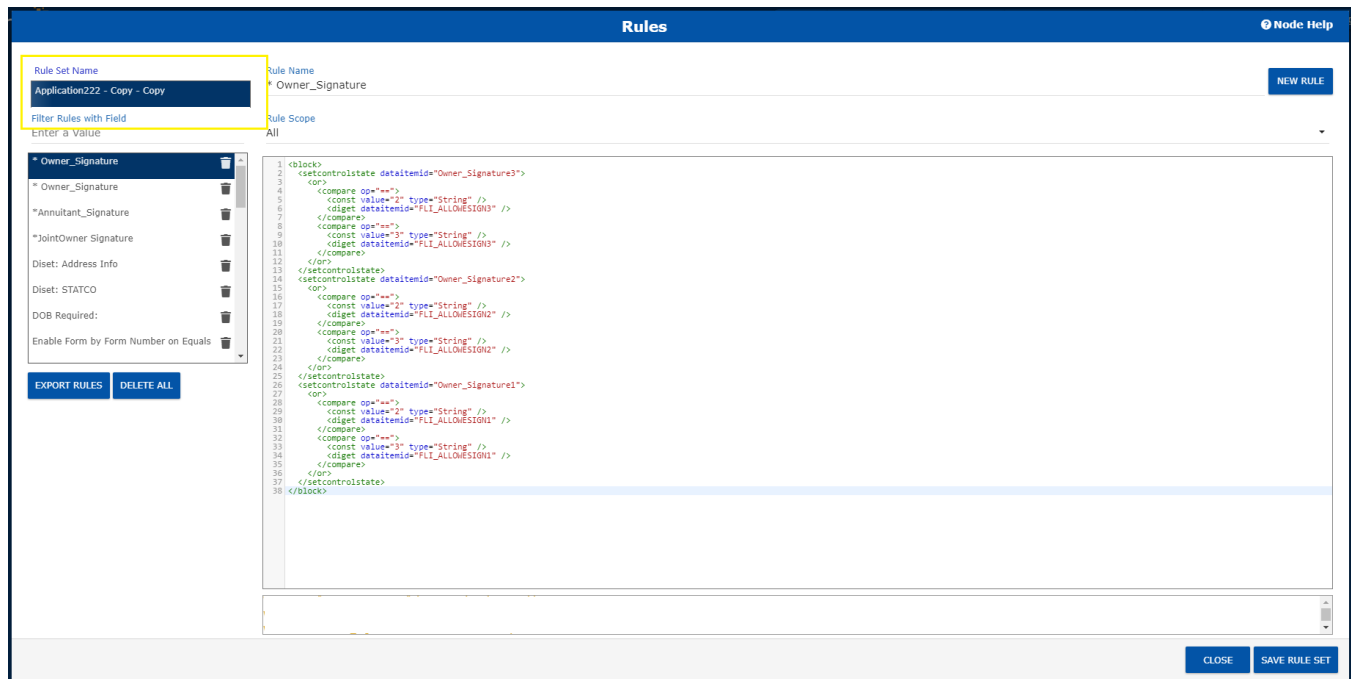 Rules
Node Help
Rule Set Name
Application222 - Copy - Copy
Filter Rules with Field
Enter a Value
Rule Name
* Owner_Signature
NEW RULE
Rule Scope
All
* Owner_Signature
* Owner_Signature
*Annuitant_Signature
*JointOwner Signature
Diset: Address Info
Diset: STATCO
DOB Required:
Enable Form by Form Number on Equals
EXPORT RULES DELETE ALL
1 <block>
2 <setcontrolstate dataitemid="Owner_Signature3">
3 <or>
4 <compare op="==">
5 <const value="2" type="String" />
6 <diget dataitemid="FLI_ALLOWESIGN3" />
7 </compare>
8 <compare op="==">
9 <const value="3" type="String" />
10 <diget dataitemid="FLI_ALLOWESIGN3" />
11 </compare>
12 </or>
13 </setcontrolstate>
14 <setcontrolstate dataitemid="Owner_Signature2">
15 <or>
16 <compare op="==">
17 <const value="2" type="String" />
18 <diget dataitemid="FLI_ALLOWESIGN2" />
19 </compare>
20 <compare op="==">
21 <const value="3" type="String" />
22 <diget dataitemid="FLI_ALLOWESIGN2" />
23 </compare>
24 </or>
25 </setcontrolstate>
26 <setcontrolstate dataitemid="Owner_Signature1">
27 <or>
28 <compare op="==">
29 <const value="2" type="String" />
30 <diget dataitemid="FLI_ALLOWESIGN1" />
31 </compare>
32 <compare op="==">
33 <const value="3" type="String" />
34 <diget dataitemid="FLI_ALLOWESIGN1" />
35 </compare>
36 </or>
37 </setcontrolstate>
38 </block>
CLOSE SAVE RULE SET